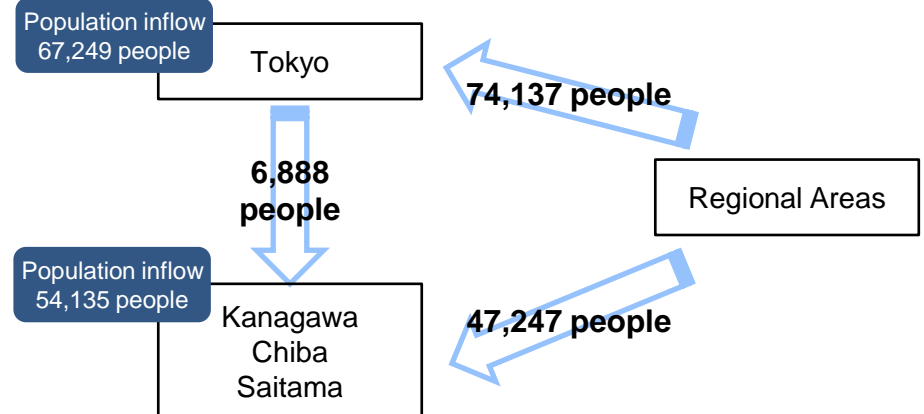 Population inflow
67,249 people
Tokyo
74,137 people
6,888
people
Regional Areas
Population inflow
54,135 people
Kanagawa
Chiba
Saitama
47,247 people